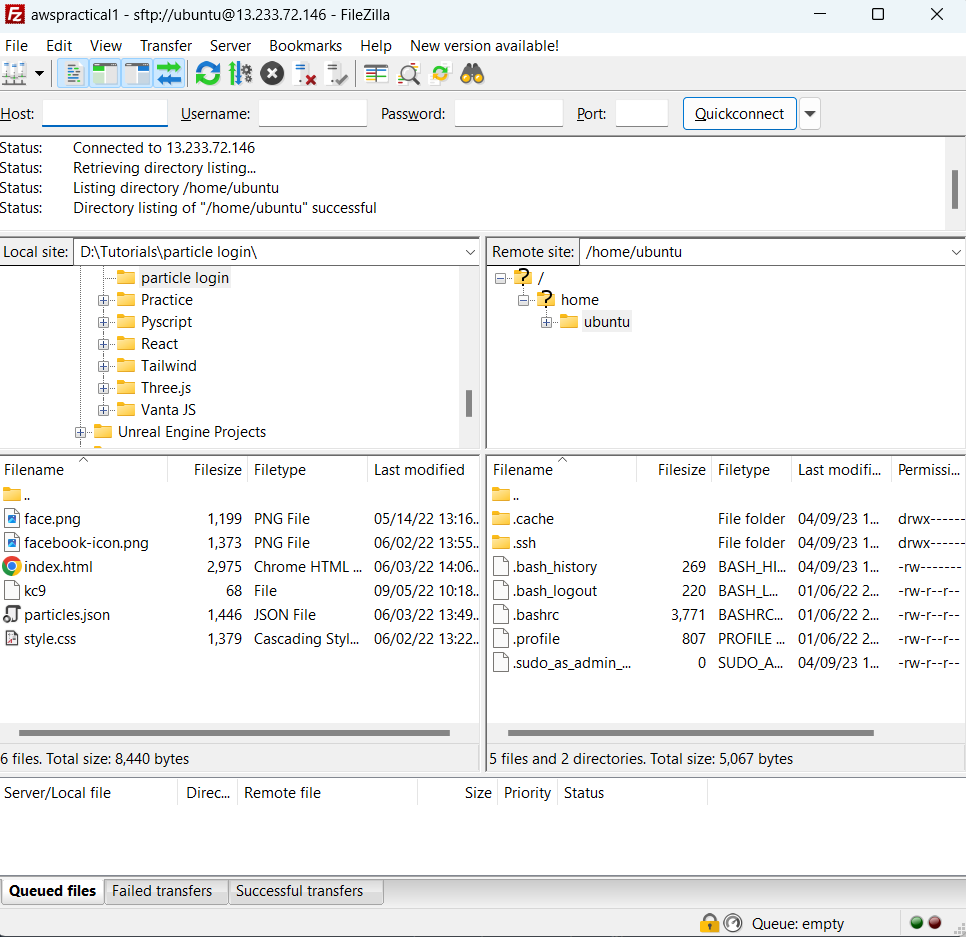 awspractical1 - sftp://ubuntu@13.233.72.146 - FileZilla
File Edit View Transfer Server Bookmarks Help New version available!
Host: Username: Password: Port: Quickconnect
Status: Connected to 13.233.72.146
Status: Retrieving directory listing...
Status: Listing directory /home/ubuntu
Status: Directory listing of "/home/ubuntu" successful
Local site: D:\Tutorials\particle login\
particle login
Practice
Pyscript
React
Tailwind
Three.js
Vanta JS
Unreal Engine Projects
Remote site: /home/ubuntu
/
home
ubuntu
Filename Filesize Filetype Last modified
..
face.png 1,199 PNG File 05/14/22 13:16...
facebook-icon.png 1,373 PNG File 06/02/22 13:55...
index.html 2,975 Chrome HTML ... 06/03/22 14:06...
kc9 68 File 09/05/22 10:18...
particles.json 1,446 JSON File 06/03/22 13:49...
style.css 1,379 Cascading Styl... 06/02/22 13:22...
6 files. Total size: 8,440 bytes
Filename Filesize Filetype Last modifi... Permissi...
..
.cache File folder 04/09/23 1... drwx------
.ssh File folder 04/09/23 1... drwx------
.bash_history 269 BASH_HI... 04/09/23 1... -rw-------
.bash_logout 220 BASH_L... 01/06/22 2... -rw-r--r--
.bashrc 3,771 BASHRC... 01/06/22 2... -rw-r--r--
.profile 807 PROFILE ... 01/06/22 2... -rw-r--r--
.sudo_as_admin_... 0 SUDO_A... 04/09/23 1... -rw-r--r--
5 files and 2 directories. Total size: 5,067 bytes
Server/Local file Direc... Remote file Size Priority Status
Queued files Failed transfers Successful transfers
Queue: empty